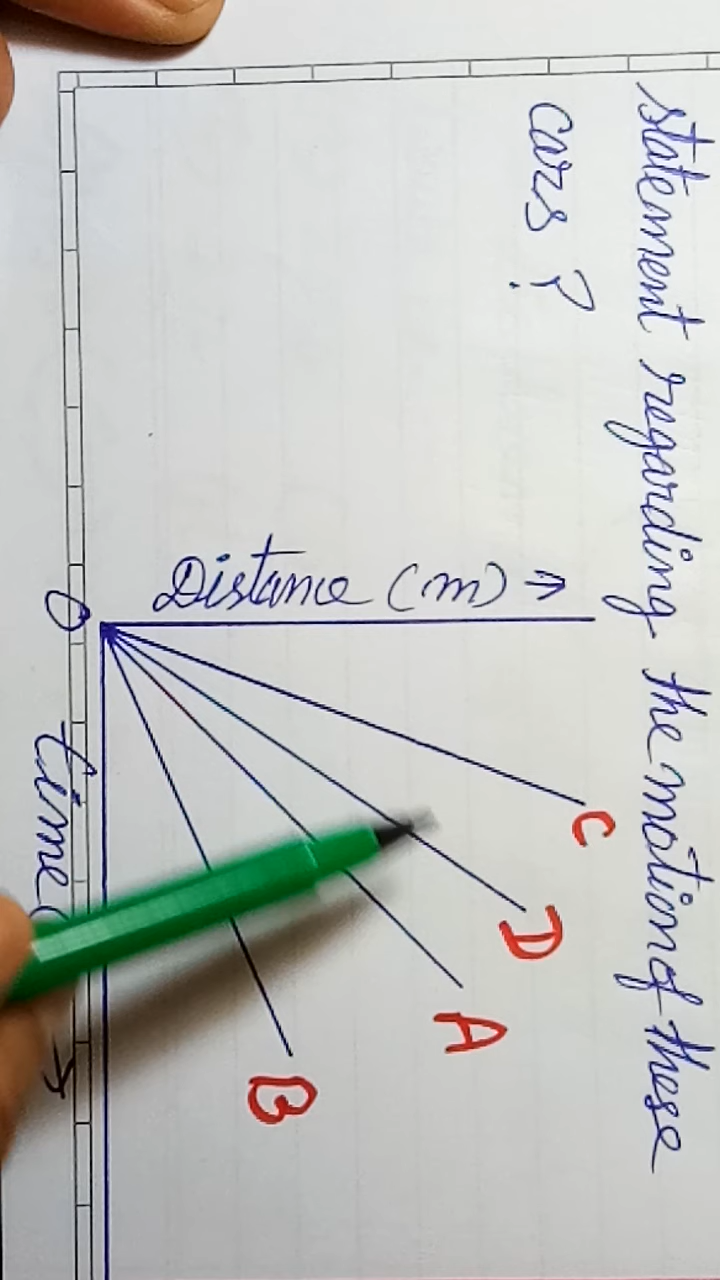 statement regarding the motion of these
cars ?
Distance (m) →
C
D
A
B
O
time (
→